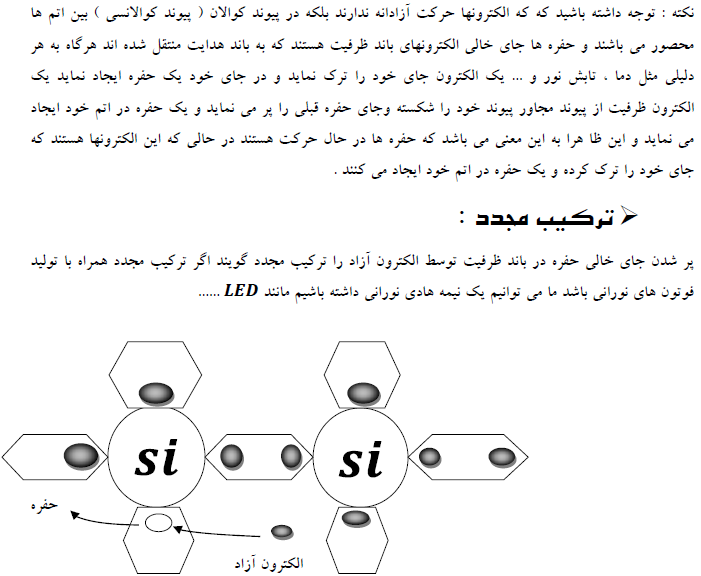 نکته : توجه داشته باشید که که الکترونها حرکت آزادانه ندارند بلکه در پیوند کوالان ( پیوند کوالانسی ) بین اتم ها
محصور می باشند و حفره ها جای خالی الکترونهای باند ظرفیت هستند که به باند هدایت منتقل شده اند هرگاه به هر
دلیلی مثل دما ، تابش نور و ... یک الکترون جای خود را ترک نماید و در جای خود یک حفره ایجاد نماید یک
الکترون ظرفیت از پیوند مجاور پیوند خود را شکسته وجای حفره قبلی را پر می نماید و یک حفره در اتم خود ایجاد
می نماید و این ظا هرا به این معنی می باشد که حفره ها در حال حرکت هستند در حالی که این الکترونها هستند که
جای خود را ترک کرده و یک حفره در اتم خود ایجاد می کنند .
ترکیب مجدد :
پر شدن جای خالی حفره در باند ظرفیت توسط الکترون آزاد را ترکیب مجدد گویند اگر ترکیب مجدد همراه با تولید
فوتون های نورانی باشد ما می توانیم یک نیمه هادی نورانی داشته باشیم مانند LED ......
si
si
حفره
الکترون آزاد